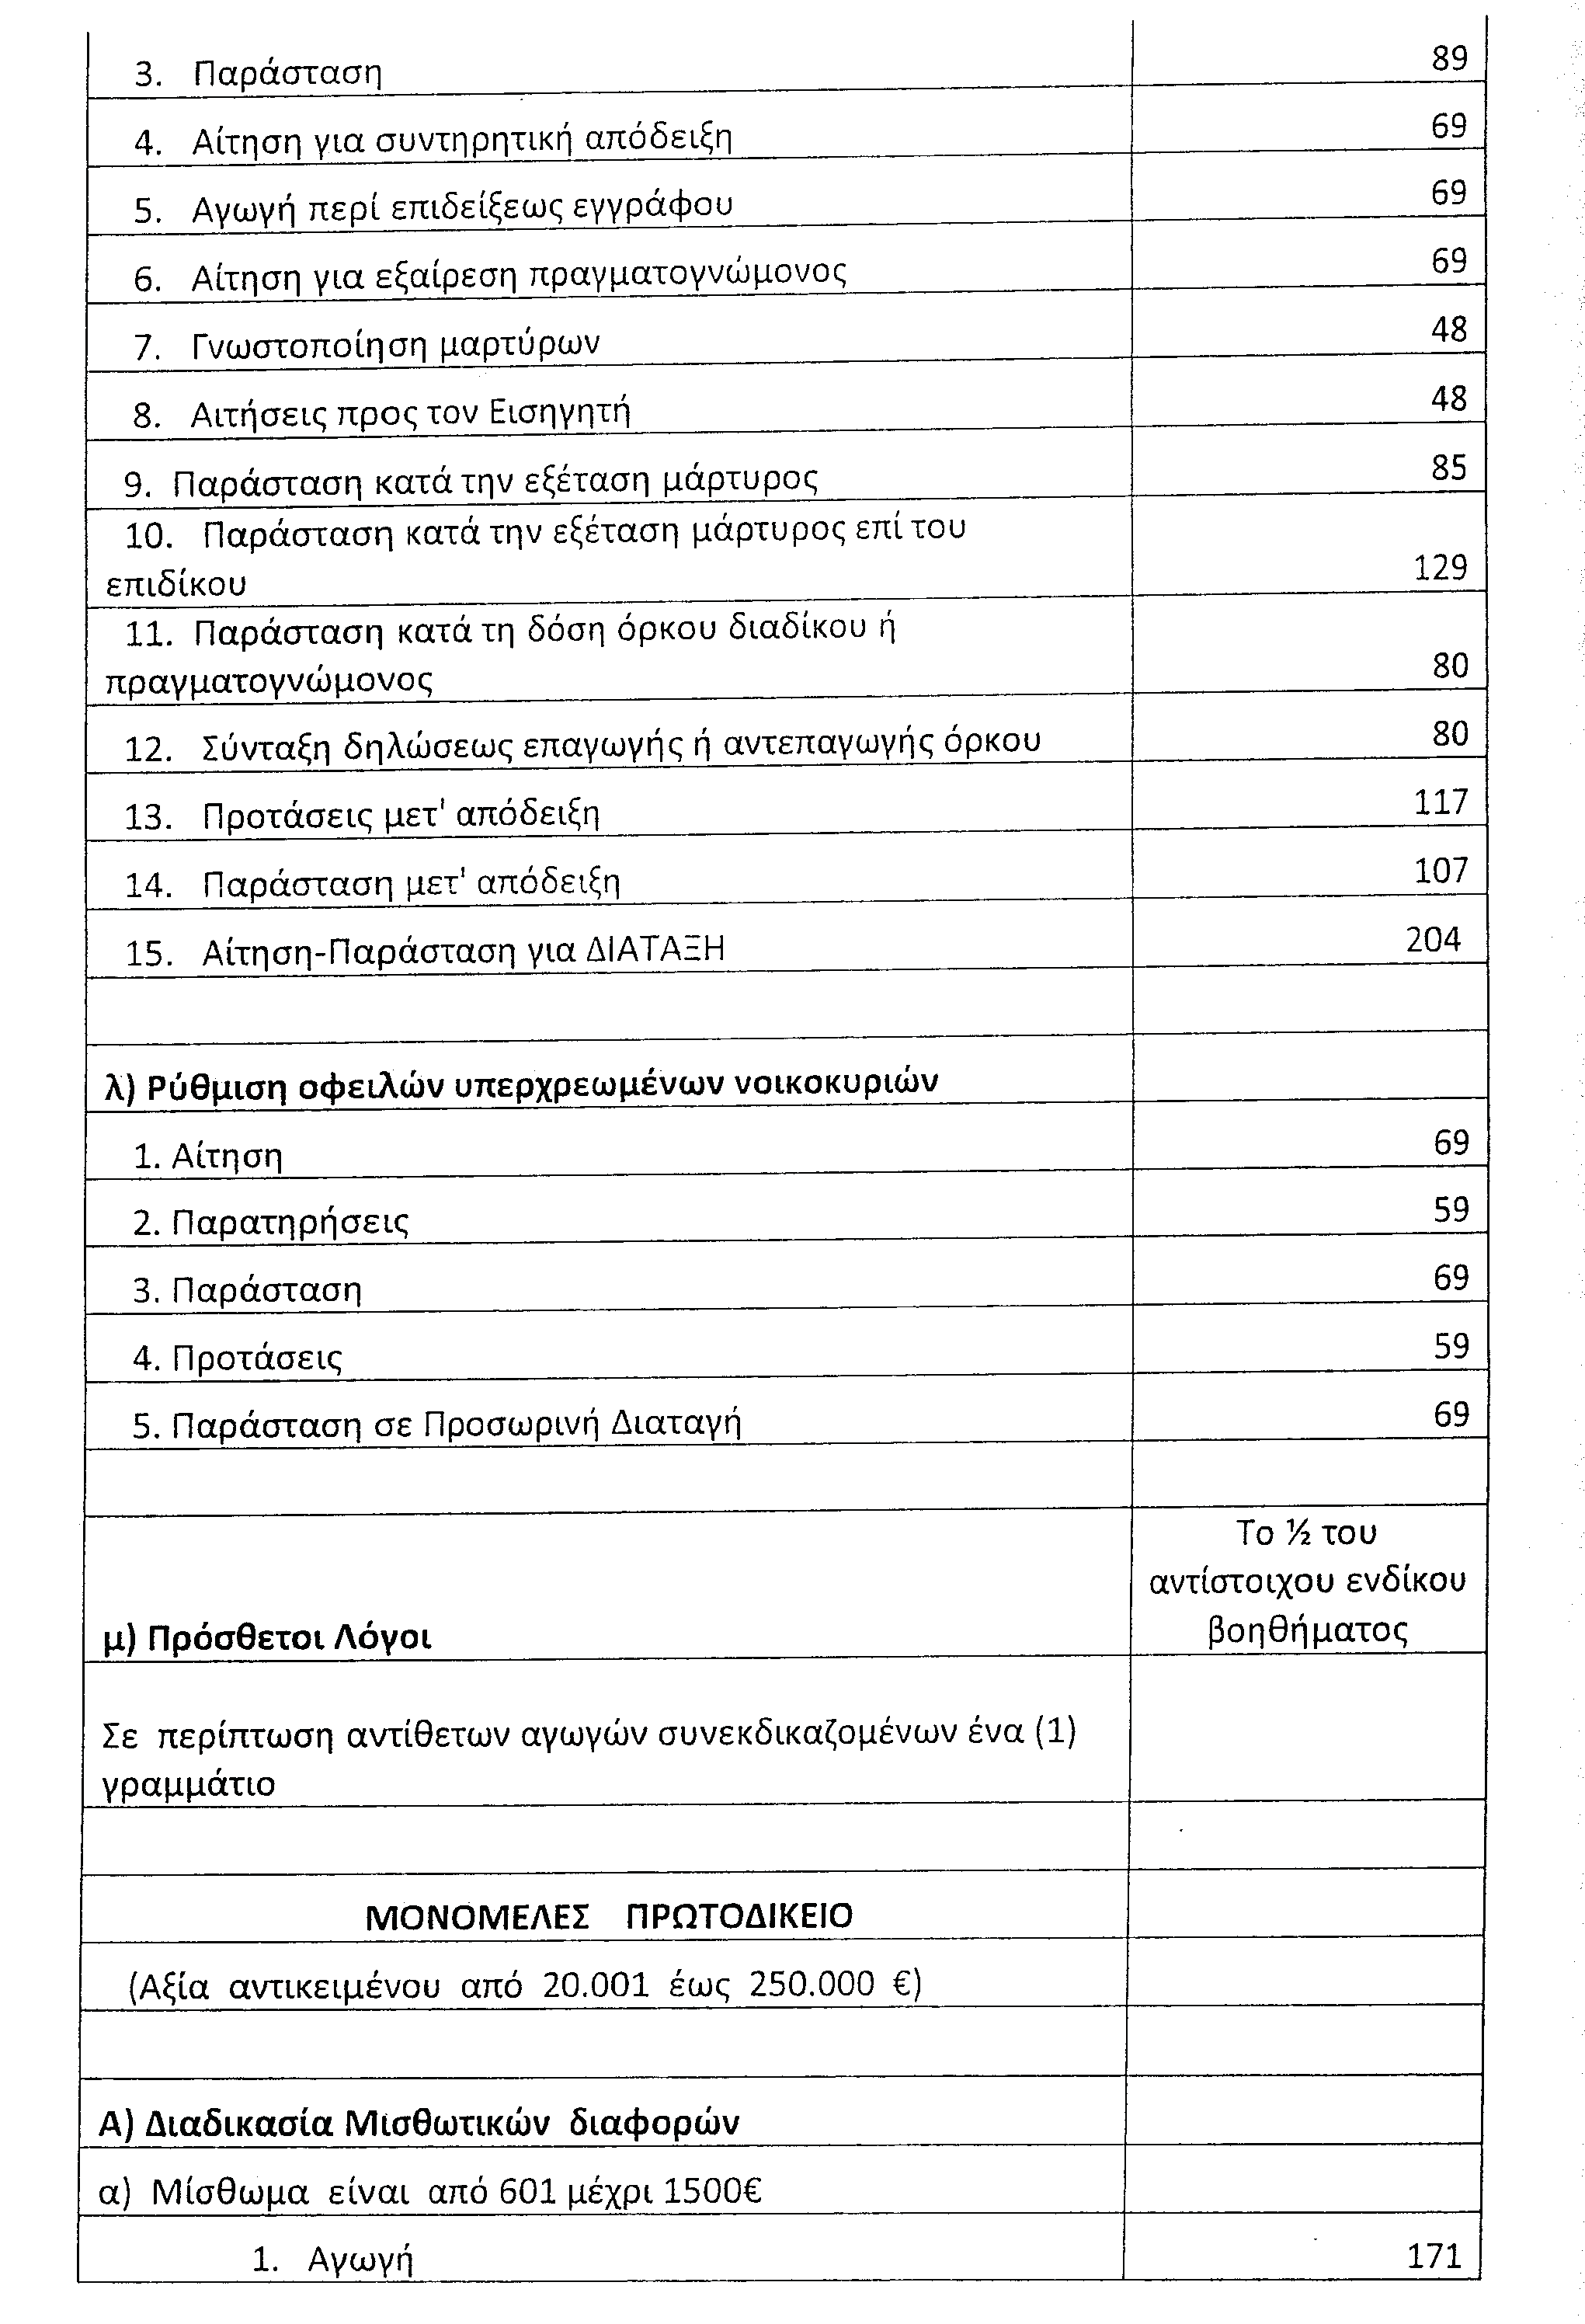 3. Παράσταση 89
4. Αίτηση για συντηρητική απόδειξη 69
5. Αγωγή περί επιδείξεως εγγράφου 69
6. Αίτηση για εξαίρεση πραγματογνώμονος 69
7. Γνωστοποίηση μαρτύρων 48
8. Αιτήσεις προς τον Εισηγητή 48
9. Παράσταση κατά την εξέταση μάρτυρος 85
10. Παράσταση κατά την εξέταση μάρτυρος επί του
επιδίκου 129
11. Παράσταση κατά τη δόση όρκου διαδίκου ή
πραγματογνώμονος 80
12. Σύνταξη δηλώσεως επαγωγής ή αντεπαγωγής όρκου 80
13. Προτάσεις μετ' απόδειξη 117
14. Παράσταση μετ' απόδειξη 107
15. Αίτηση-Παράσταση για ΔΙΑΤΑΞΗ 204
λ) Ρύθμιση οφειλών υπερχρεωμένων νοικοκυριών
1. Αίτηση 69
2. Παρατηρήσεις 59
3. Παράσταση 69
4. Προτάσεις 59
5. Παράσταση σε Προσωρινή Διαταγή 69
Το ½ του
αντίστοιχου ενδίκου
μ) Πρόσθετοι Λόγοι βοηθήματος
Σε περίπτωση αντίθετων αγωγών συνεκδικαζομένων ένα (1)
γραμμάτιο
ΜΟΝΟΜΕΛΕΣ ΠΡΩΤΟΔΙΚΕΙΟ
(Αξία αντικειμένου από 20.001 έως 250.000 €)
Α) Διαδικασία Μισθωτικών διαφορών
α) Μίσθωμα είναι από 601 μέχρι 1500€
1. Αγωγή 171